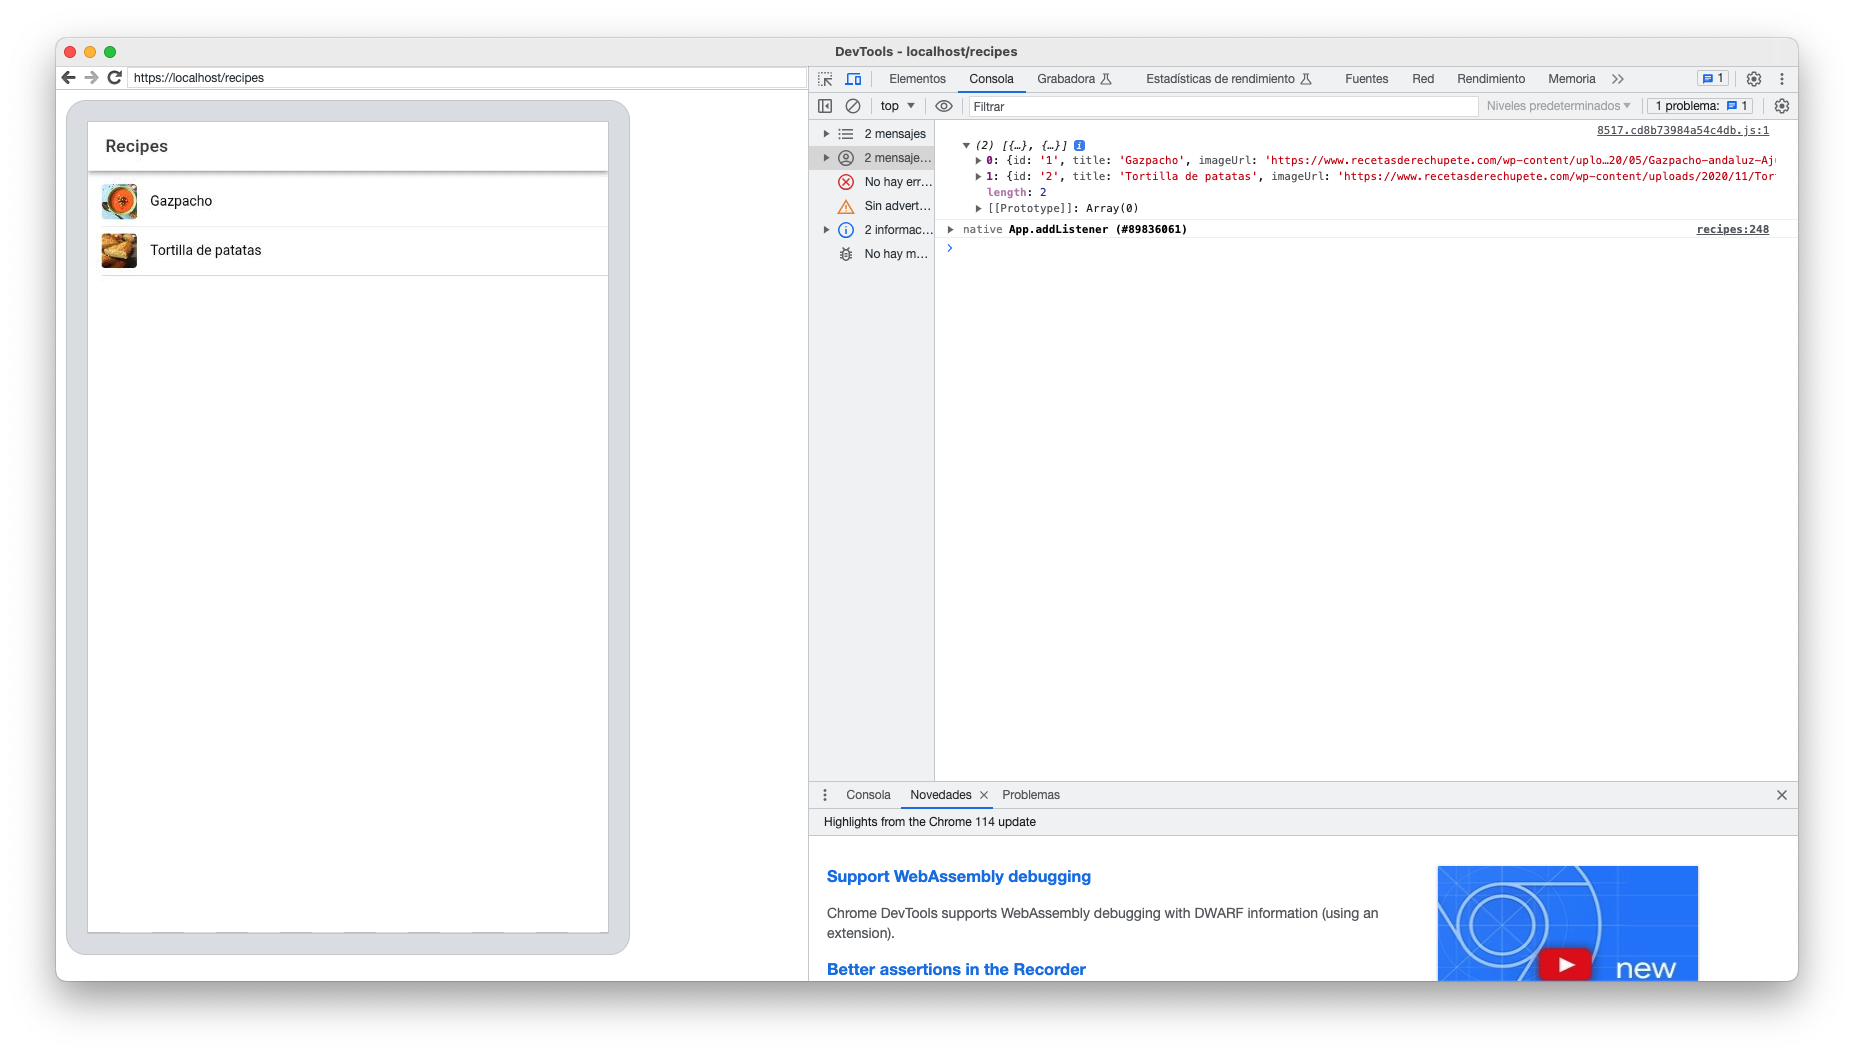 DevTools - localhost/recipes
https://localhost/recipes
Recipes
Gazpacho
Tortilla de patatas
Elementos Consola Grabadora Estadísticas de rendimiento Fuentes Red Rendimiento Memoria 1
top Filtrar Niveles predeterminados 1 problema: 1
2 mensajes
2 mensaje...
No hay err...
Sin advert...
2 informac...
No hay m...
8517.cd8b73984a54c4db.js:1
(2) [{…}, {…}] i
0: {id: '1', title: 'Gazpacho', imageUrl: 'https://www.recetasderechupete.com/wp-content/uplo…20/05/Gazpacho-andaluz-Aj
1: {id: '2', title: 'Tortilla de patatas', imageUrl: 'https://www.recetasderechupete.com/wp-content/uploads/2020/11/Tor
length: 2
[[Prototype]]: Array(0)
native App.addListener (#89836061) recipes:248
Consola Novedades Problemas
Highlights from the Chrome 114 update
Support WebAssembly debugging
Chrome DevTools supports WebAssembly debugging with DWARF information (using an
extension).
Better assertions in the Recorder
new